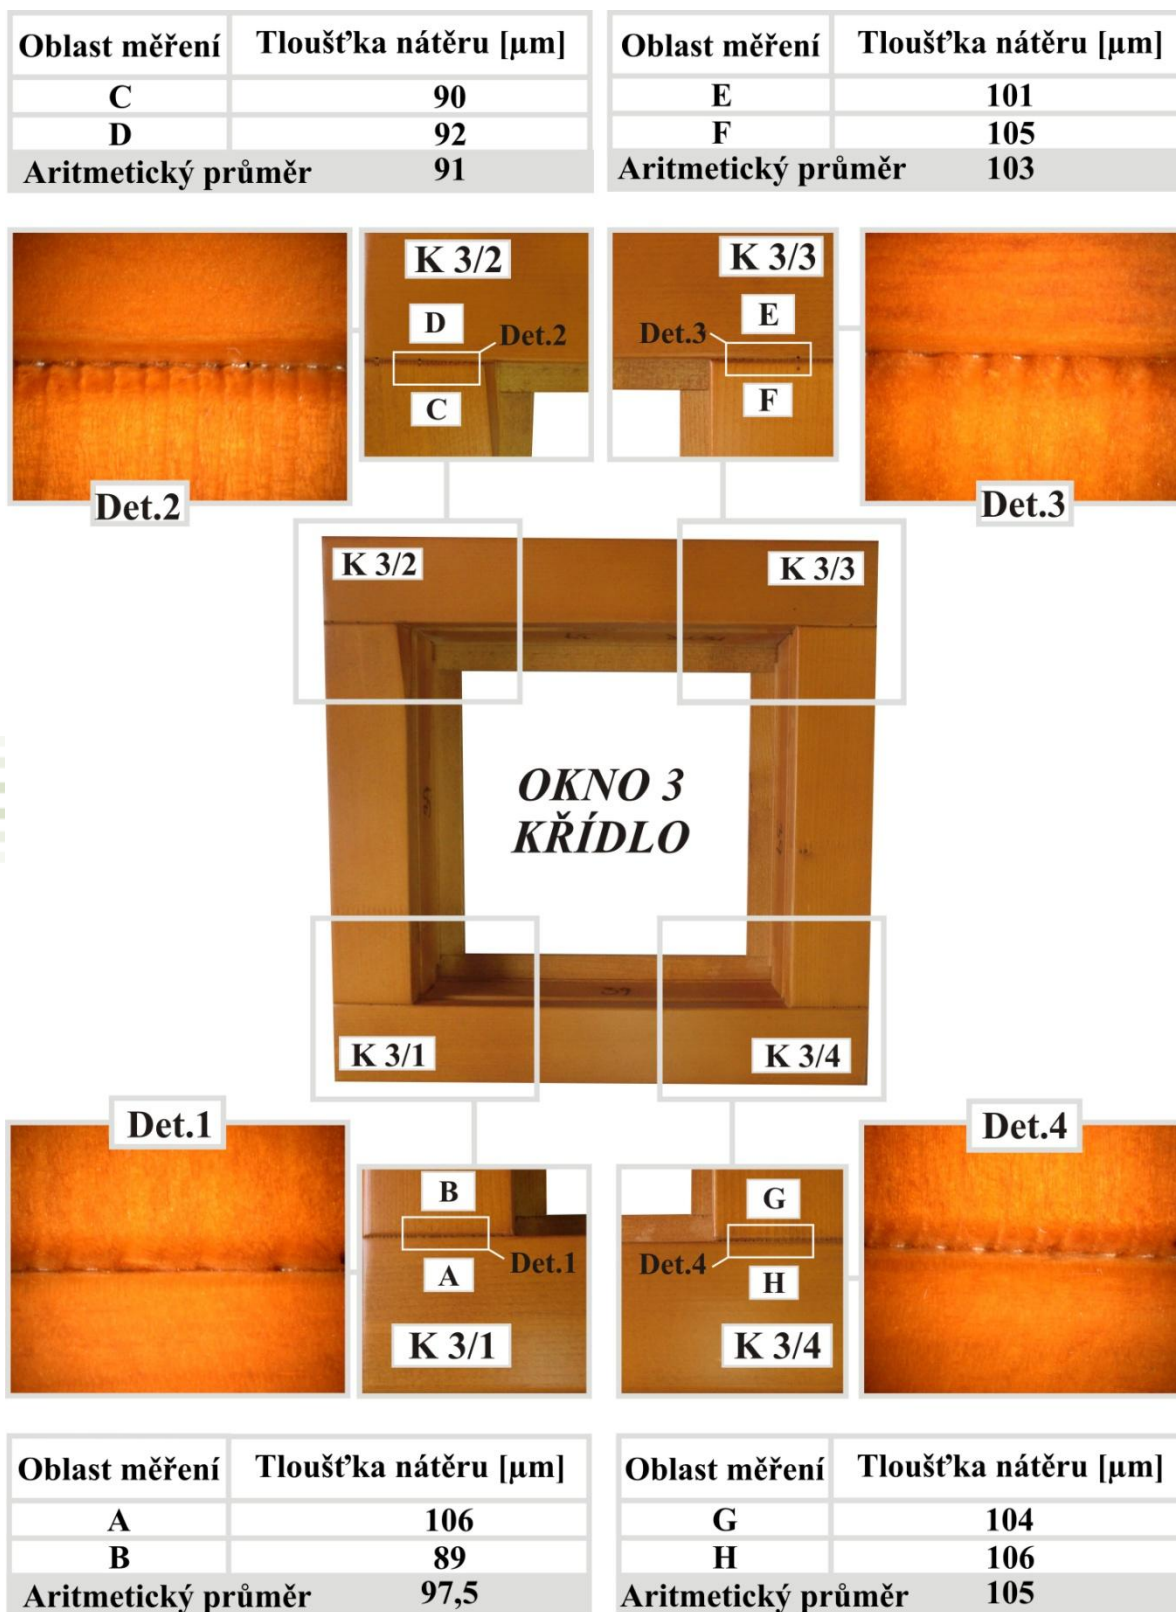 Oblast měření Tloušťka nátěru [µm]
C 90
D 92
Aritmetický průměr 91
Oblast měření Tloušťka nátěru [µm]
E 101
F 105
Aritmetický průměr 103
K 3/2
D
Det.2
C
Det.2
K 3/3
E
Det.3
F
Det.3
K 3/2
K 3/3
OKNO 3
KŘÍDLO
K 3/1
K 3/4
Det.1
B
Det.1
A
K 3/1
Det.4
G
Det.4
H
K 3/4
Oblast měření Tloušťka nátěru [µm]
A 106
B 89
Aritmetický průměr 97,5
Oblast měření Tloušťka nátěru [µm]
G 104
H 106
Aritmetický průměr 105